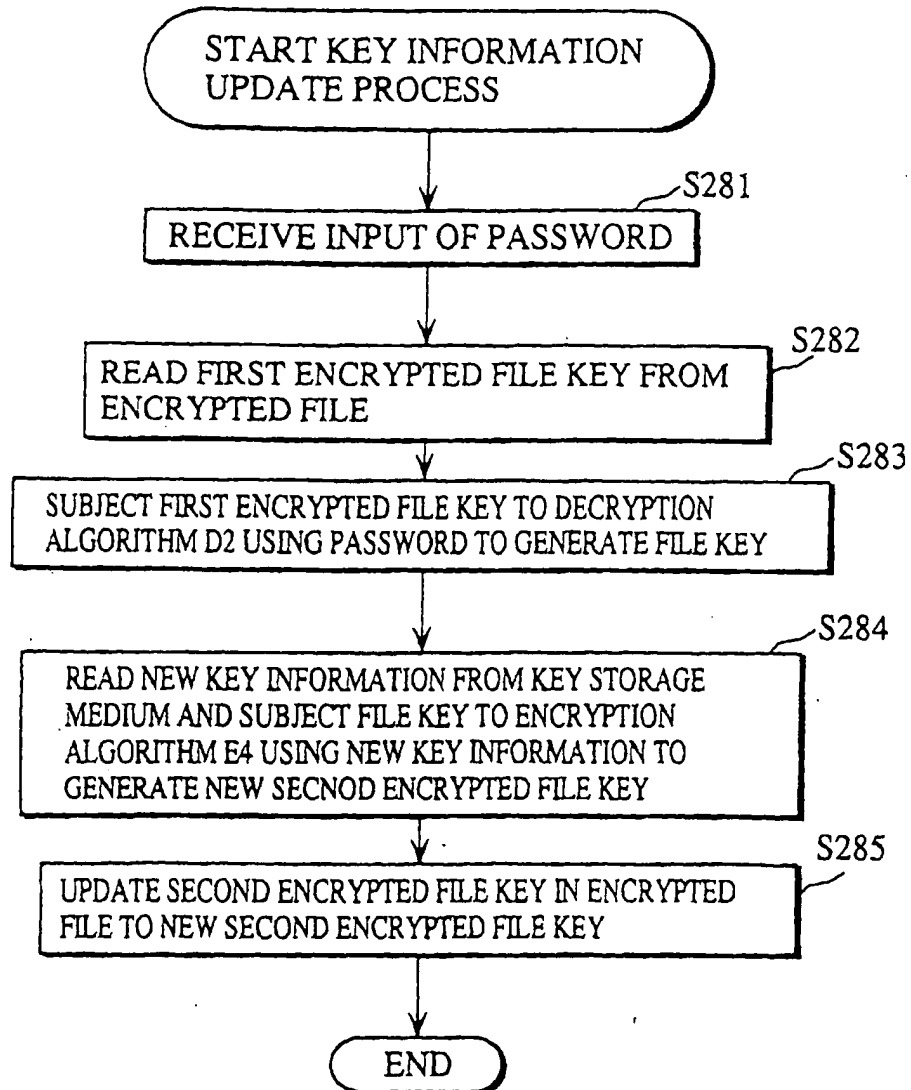 START KEY INFORMATION
UPDATE PROCESS
S281
RECEIVE INPUT OF PASSWORD
S282
READ FIRST ENCRYPTED FILE KEY FROM
ENCRYPTED FILE
S283
SUBJECT FIRST ENCRYPTED FILE KEY TO DECRYPTION
ALGORITHM D2 USING PASSWORD TO GENERATE FILE KEY
S284
READ NEW KEY INFORMATION FROM KEY STORAGE
MEDIUM AND SUBJECT FILE KEY TO ENCRYPTION
ALGORITHM E4 USING NEW KEY INFORMATION TO
GENERATE NEW SECNOD ENCRYPTED FILE KEY
S285
UPDATE SECOND ENCRYPTED FILE KEY IN ENCRYPTED
FILE TO NEW SECOND ENCRYPTED FILE KEY
END